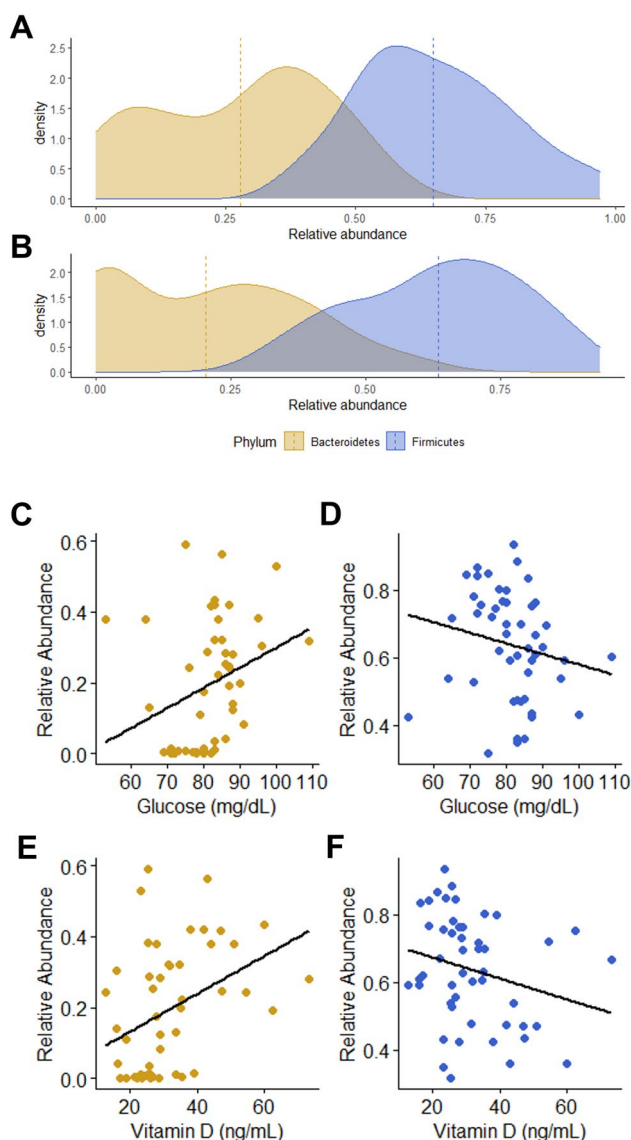 A
density
2.5
2.0
1.5
1.0
0.5
0.0
0.00 0.25 0.50 0.75 1.00
Relative abundance
B
density
2.0
1.5
1.0
0.5
0.0
0.00 0.25 0.50 0.75
Relative abundance
Phylum Bacteroidetes Firmicutes
C
Relative Abundance
0.6
0.4
0.2
0.0
60 70 80 90 100 110
Glucose (mg/dL)
D
Relative Abundance
0.8
0.6
0.4
60 70 80 90 100 110
Glucose (mg/dL)
E
Relative Abundance
0.6
0.4
0.2
0.0
20 40 60
Vitamin D (ng/mL)
F
Relative Abundance
0.8
0.6
0.4
20 40 60
Vitamin D (ng/mL)